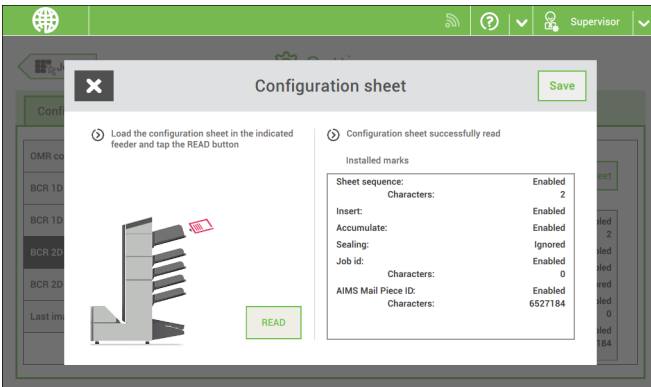 Supervisor
Configuration sheet
Save
Load the configuration sheet in the indicated
feeder and tap the READ button
READ
Configuration sheet successfully read
Installed marks
Sheet sequence: Enabled
Characters: 2
Insert: Enabled
Accumulate: Enabled
Sealing: Ignored
Job id: Enabled
Characters: 0
AIMS Mail Piece ID: Enabled
Characters: 6527184
OMR co
BCR 1D
BCR 1D
BCR 2D
BCR 2D
Last ima
2
0
184